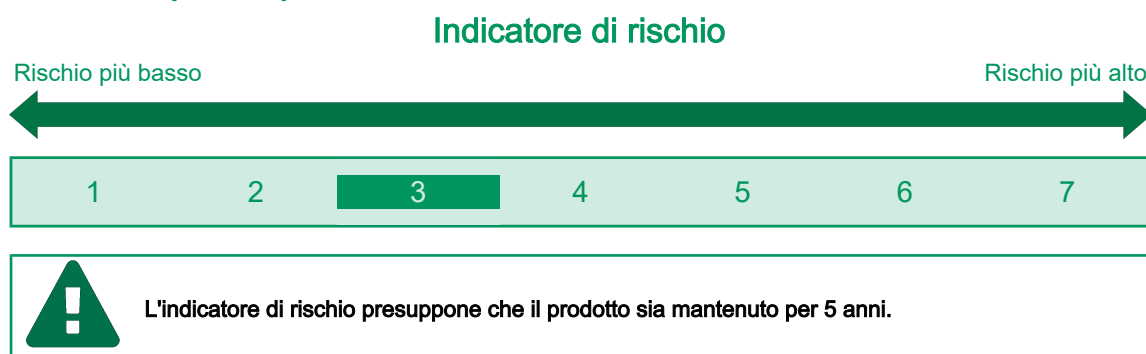 Indicatore di rischio
Rischio più basso Rischio più alto
1 2 3 4 5 6 7
L'indicatore di rischio presuppone che il prodotto sia mantenuto per 5 anni.